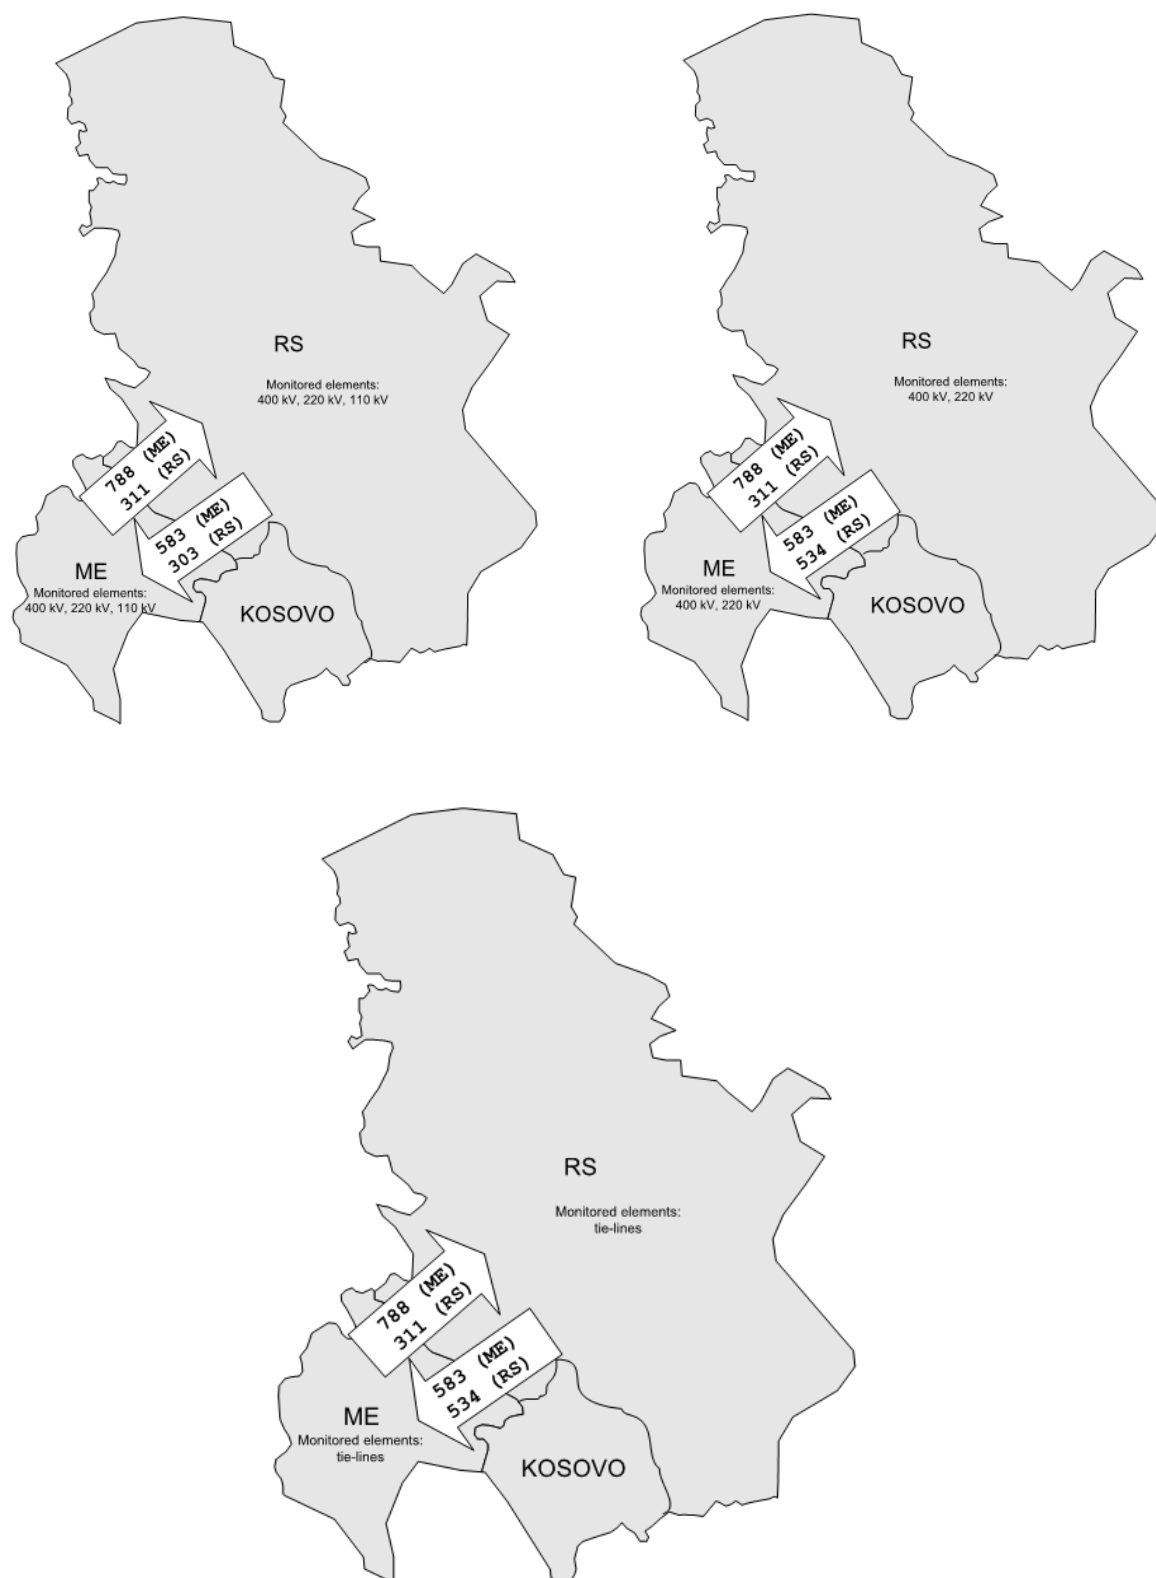 RS
Monitored elements:
400 kV, 220 kV, 110 kV
788 (ME)
311 (RS)
583 (ME)
303 (RS)
ME
Monitored elements:
400 kV, 220 kV, 110 kV
KOSOVO
RS
Monitored elements:
400 kV, 220 kV
788 (ME)
311 (RS)
583 (ME)
534 (RS)
ME
Monitored elements:
400 kV, 220 kV
KOSOVO
RS
Monitored elements:
tie-lines
788 (ME)
311 (RS)
583 (ME)
534 (RS)
ME
Monitored elements:
tie-lines
KOSOVO